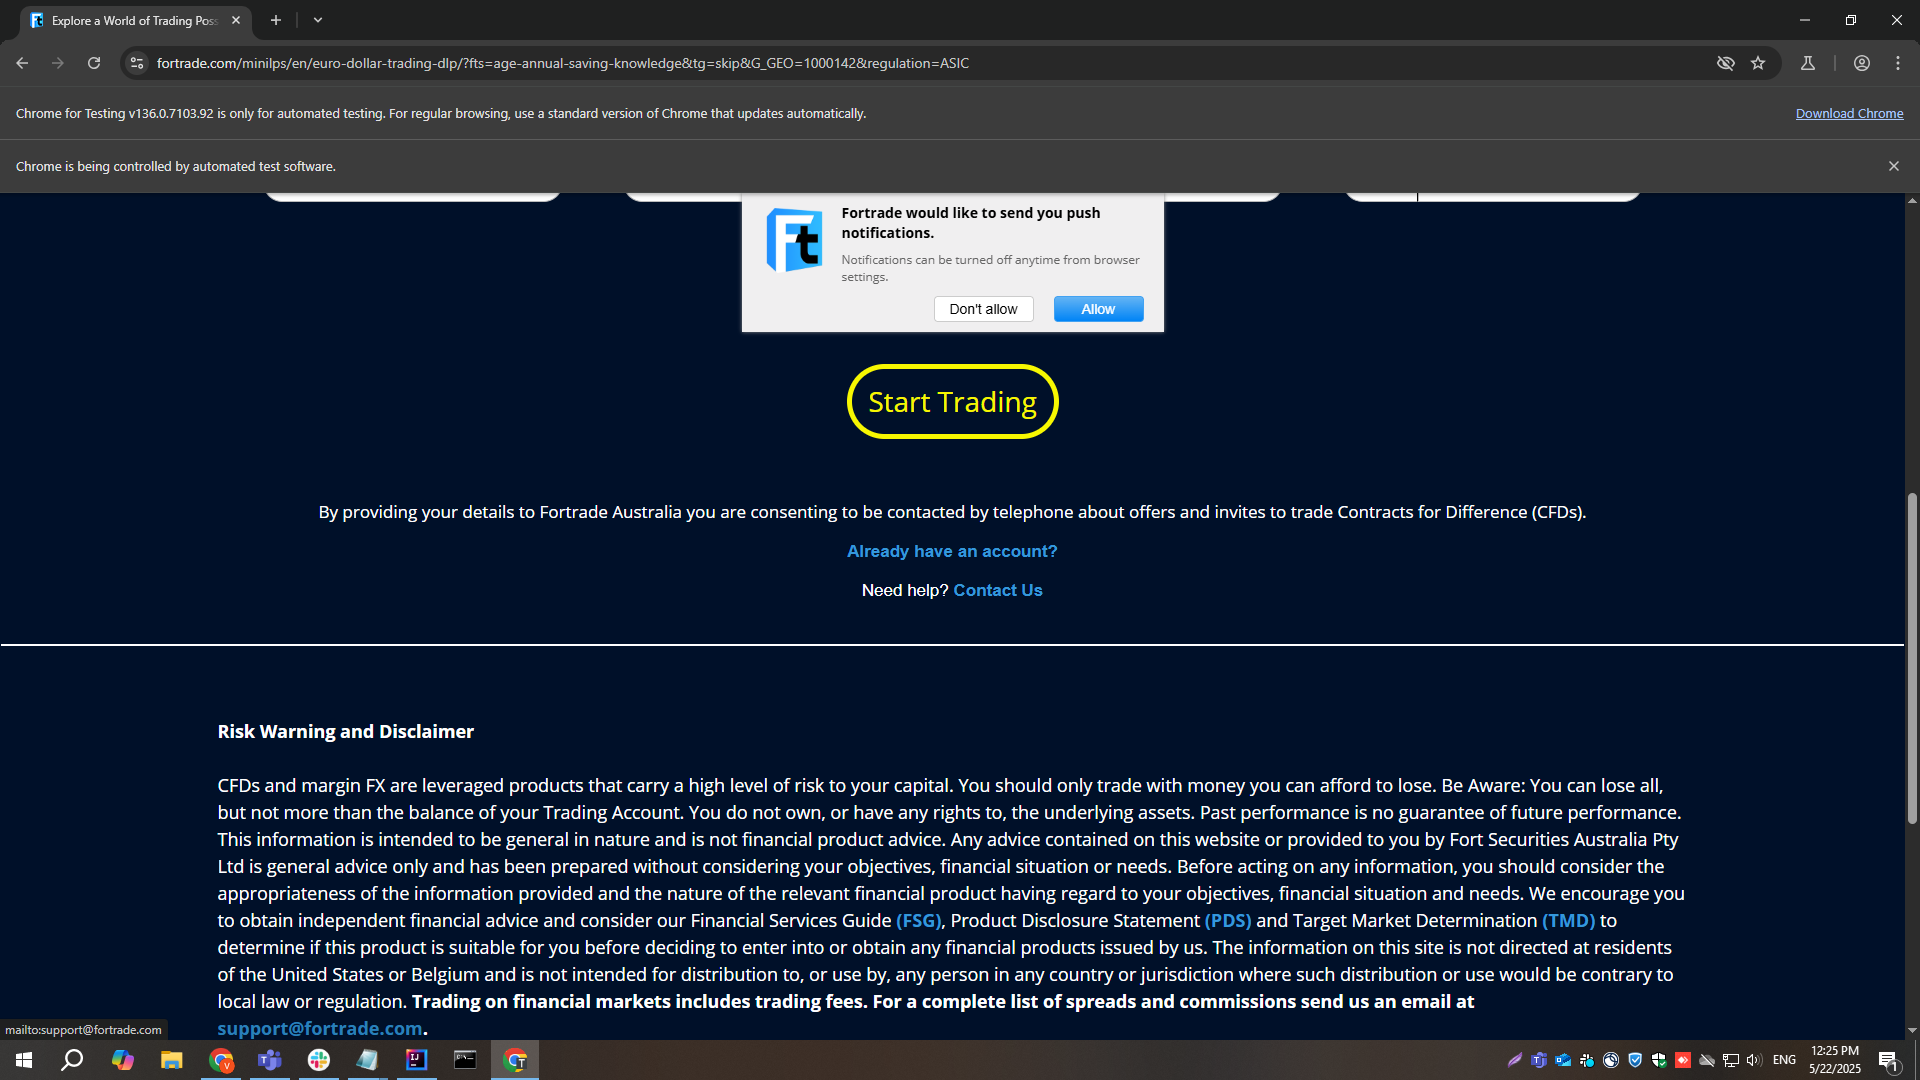 Explore a World of Trading Poss
fortrade.com/minilps/en/euro-dollar-trading-dlp/?fts=age-annual-saving-knowledge&tg=skip&G_GEO=1000142&regulation=ASIC
Chrome for Testing v136.0.7103.92 is only for automated testing. For regular browsing, use a standard version of Chrome that updates automatically.
Download Chrome
Chrome is being controlled by automated test software.
Ft
Fortrade would like to send you push
notifications.
Notifications can be turned off anytime from browser
settings.
Don't allow
Allow
Start Trading
By providing your details to Fortrade Australia you are consenting to be contacted by telephone about offers and invites to trade Contracts for Difference (CFDs).
Already have an account?
Need help? Contact Us
Risk Warning and Disclaimer
CFDs and margin FX are leveraged products that carry a high level of risk to your capital. You should only trade with money you can afford to lose. Be Aware: You can lose all,
but not more than the balance of your Trading Account. You do not own, or have any rights to, the underlying assets. Past performance is no guarantee of future performance.
This information is intended to be general in nature and is not financial product advice. Any advice contained on this website or provided to you by Fort Securities Australia Pty
Ltd is general advice only and has been prepared without considering your objectives, financial situation or needs. Before acting on any information, you should consider the
appropriateness of the information provided and the nature of the relevant financial product having regard to your objectives, financial situation and needs. We encourage you
to obtain independent financial advice and consider our Financial Services Guide (FSG), Product Disclosure Statement (PDS) and Target Market Determination (TMD) to
determine if this product is suitable for you before deciding to enter into or obtain any financial products issued by us. The information on this site is not directed at residents
of the United States or Belgium and is not intended for distribution to, or use by, any person in any country or jurisdiction where such distribution or use would be contrary to
local law or regulation. Trading on financial markets includes trading fees. For a complete list of spreads and commissions send us an email at
support@fortrade.com.
mailto:support@fortrade.com
ENG
12:25 PM
5/22/2025
1